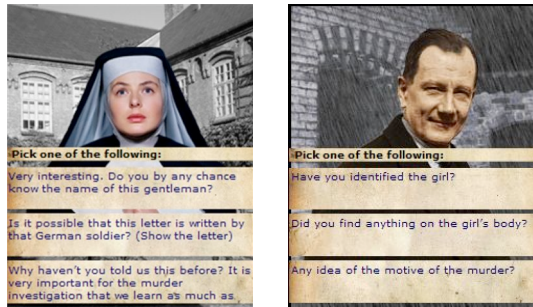 Pick one of the following:
Very interesting. Do you by any chance
know the name of this gentleman?
Is it possible that this letter is written by
that German soldier? (Show the letter)
Why haven't you told us this before? It is
very important for the murder
investigation that we learn as much as
Pick one of the following:
Have you identified the girl?
Did you find anything on the girl's body?
Any idea of the motive of the murder?